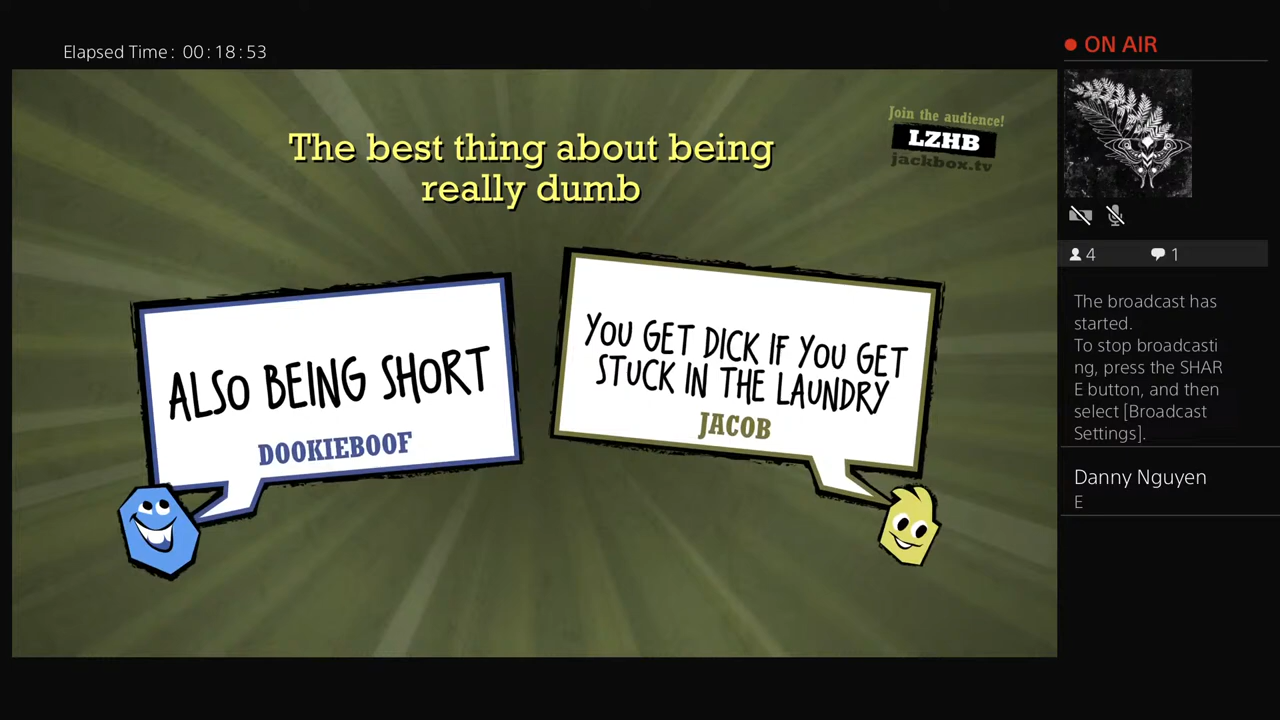 Elapsed Time: 00:18:53
ON AIR
The best thing about being
really dumb
Join the audience!
LZHB
jackbox.tv
ALSO BEING SHORT
DOOKIEBOOF
YOU GET DICK IF YOU GET
STUCK IN THE LAUNDRY
JACOB
4
1
The broadcast has
started.
To stop broadcasti
ng, press the SHAR
E button, and then
select [Broadcast
Settings].
Danny Nguyen
E